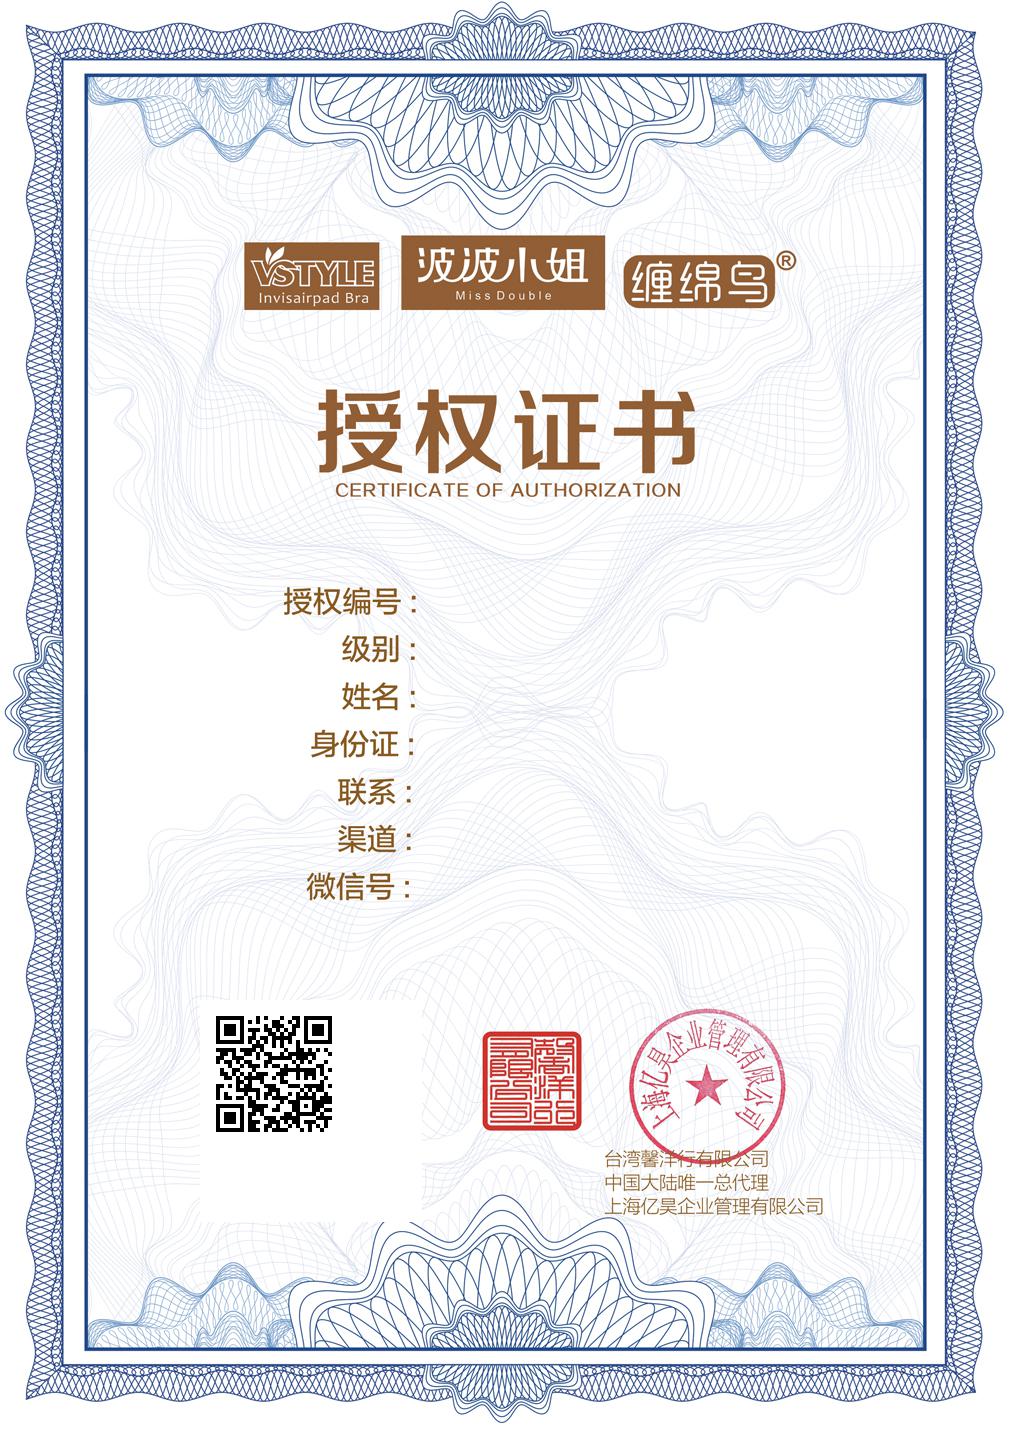 VSTYLE
Invisairpad Bra
波波小姐
Miss Double
缠绵鸟®
授权证书
CERTIFICATE OF AUTHORIZATION
授权编号：
级别：
姓名：
身份证：
联系：
渠道：
微信号：
上海亿昊企业管理有限公司
台湾馨洋行有限公司
中国大陆唯一总代理
上海亿昊企业管理有限公司